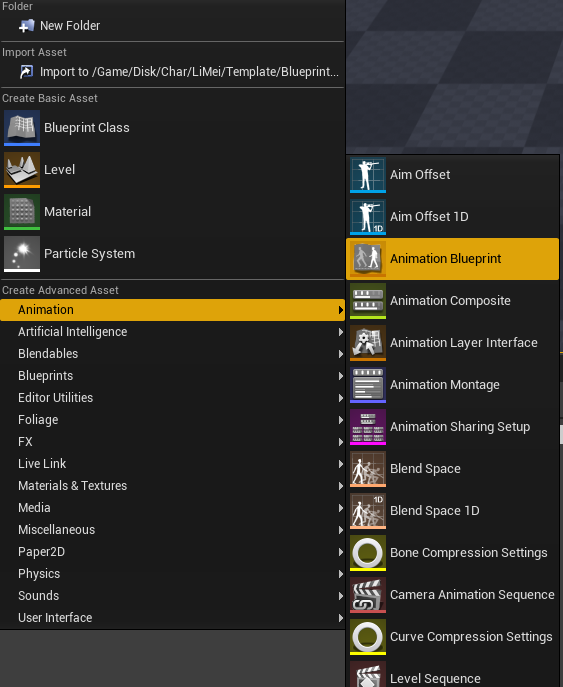 Folder
New Folder
Import Asset
Import to /Game/Disk/Char/LiMei/Template/Blueprint...
Create Basic Asset
Blueprint Class
Level
Material
Particle System
Create Advanced Asset
Animation
Artificial Intelligence
Blendables
Blueprints
Editor Utilities
Foliage
FX
Live Link
Materials & Textures
Media
Miscellaneous
Paper2D
Physics
Sounds
User Interface
Aim Offset
1D
Aim Offset 1D
Animation Blueprint
Animation Composite
Animation Layer Interface
Animation Montage
Animation Sharing Setup
Blend Space
1D
Blend Space 1D
Bone Compression Settings
Camera Animation Sequence
Curve Compression Settings
Level Sequence